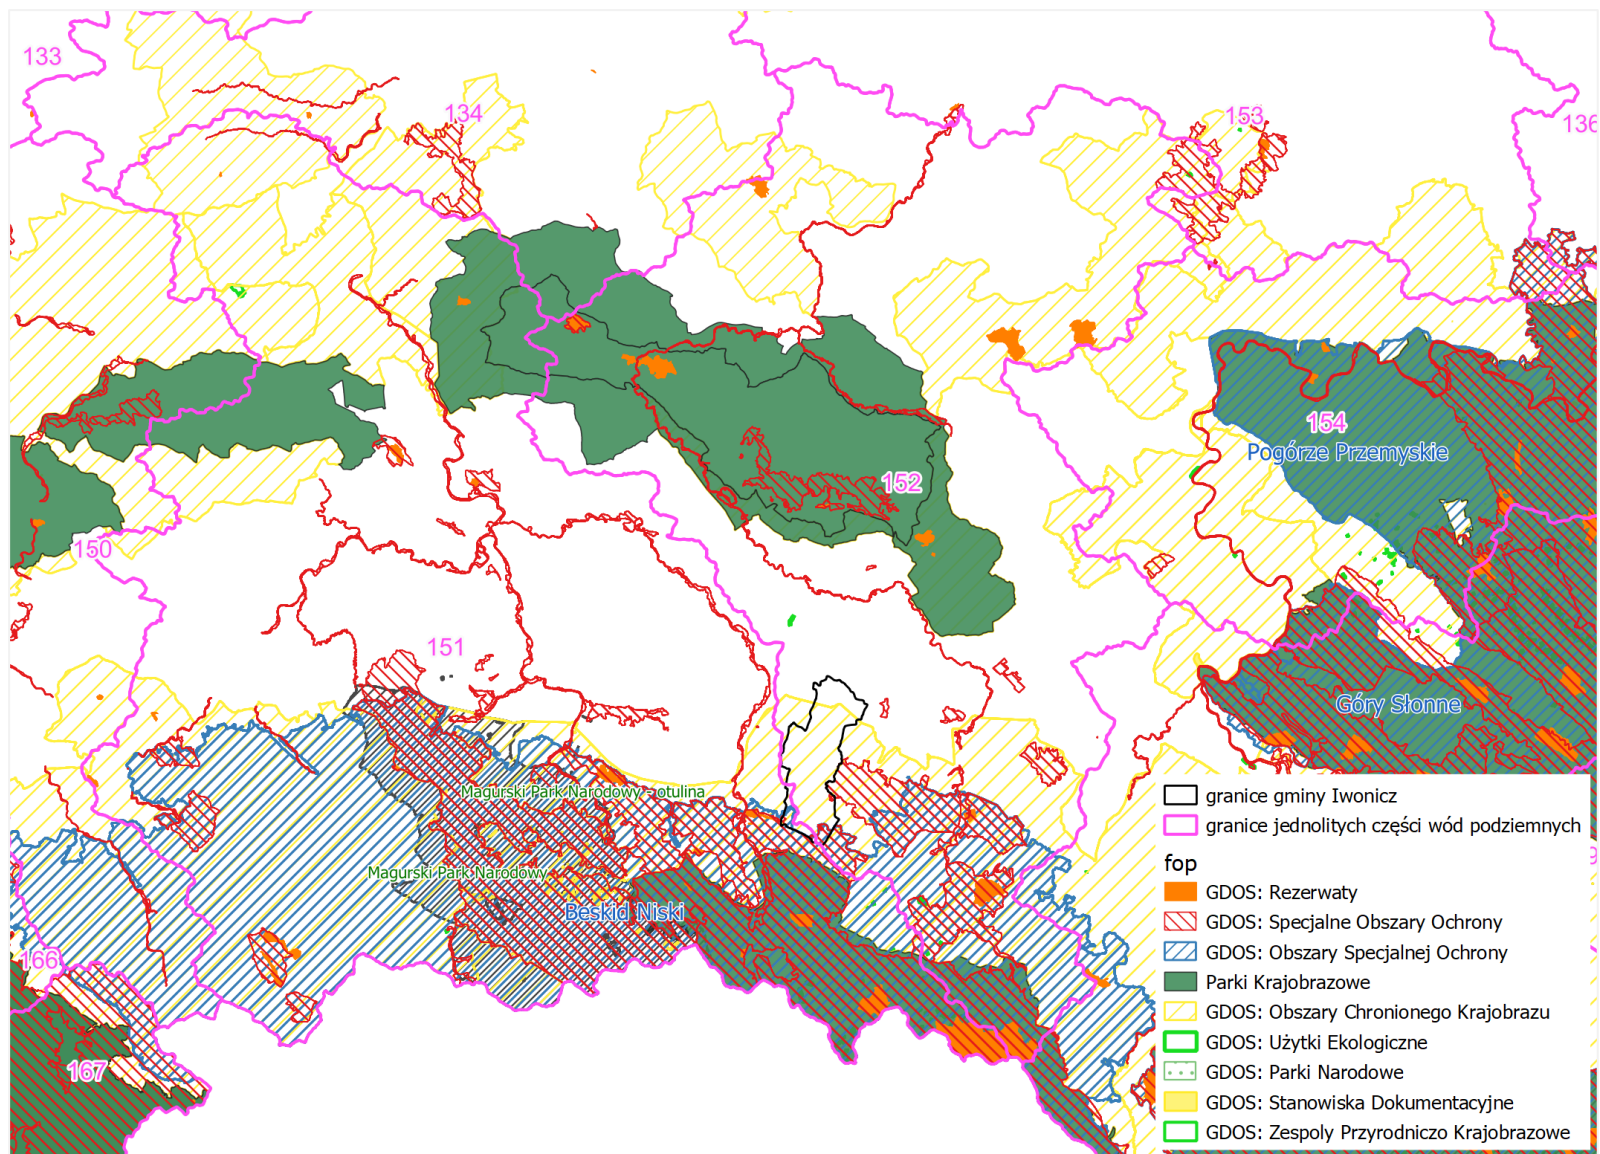 133
134
153
136
154
Pogórze Przemyskie
152
150
151
Góry Słonne
Magurski Park Narodowy - otulina
Magurski Park Narodowy
Beskid Niski
166
167
9
granice gminy Iwonicz
granice jednolitych części wód podziemnych
fop
GDOS: Rezerwaty
GDOS: Specjalne Obszary Ochrony
GDOS: Obszary Specjalnej Ochrony
Parki Krajobrazowe
GDOS: Obszary Chronionego Krajobrazu
GDOS: Użytki Ekologiczne
GDOS: Parki Narodowe
GDOS: Stanowiska Dokumentacyjne
GDOS: Zespoly Przyrodniczo Krajobrazowe